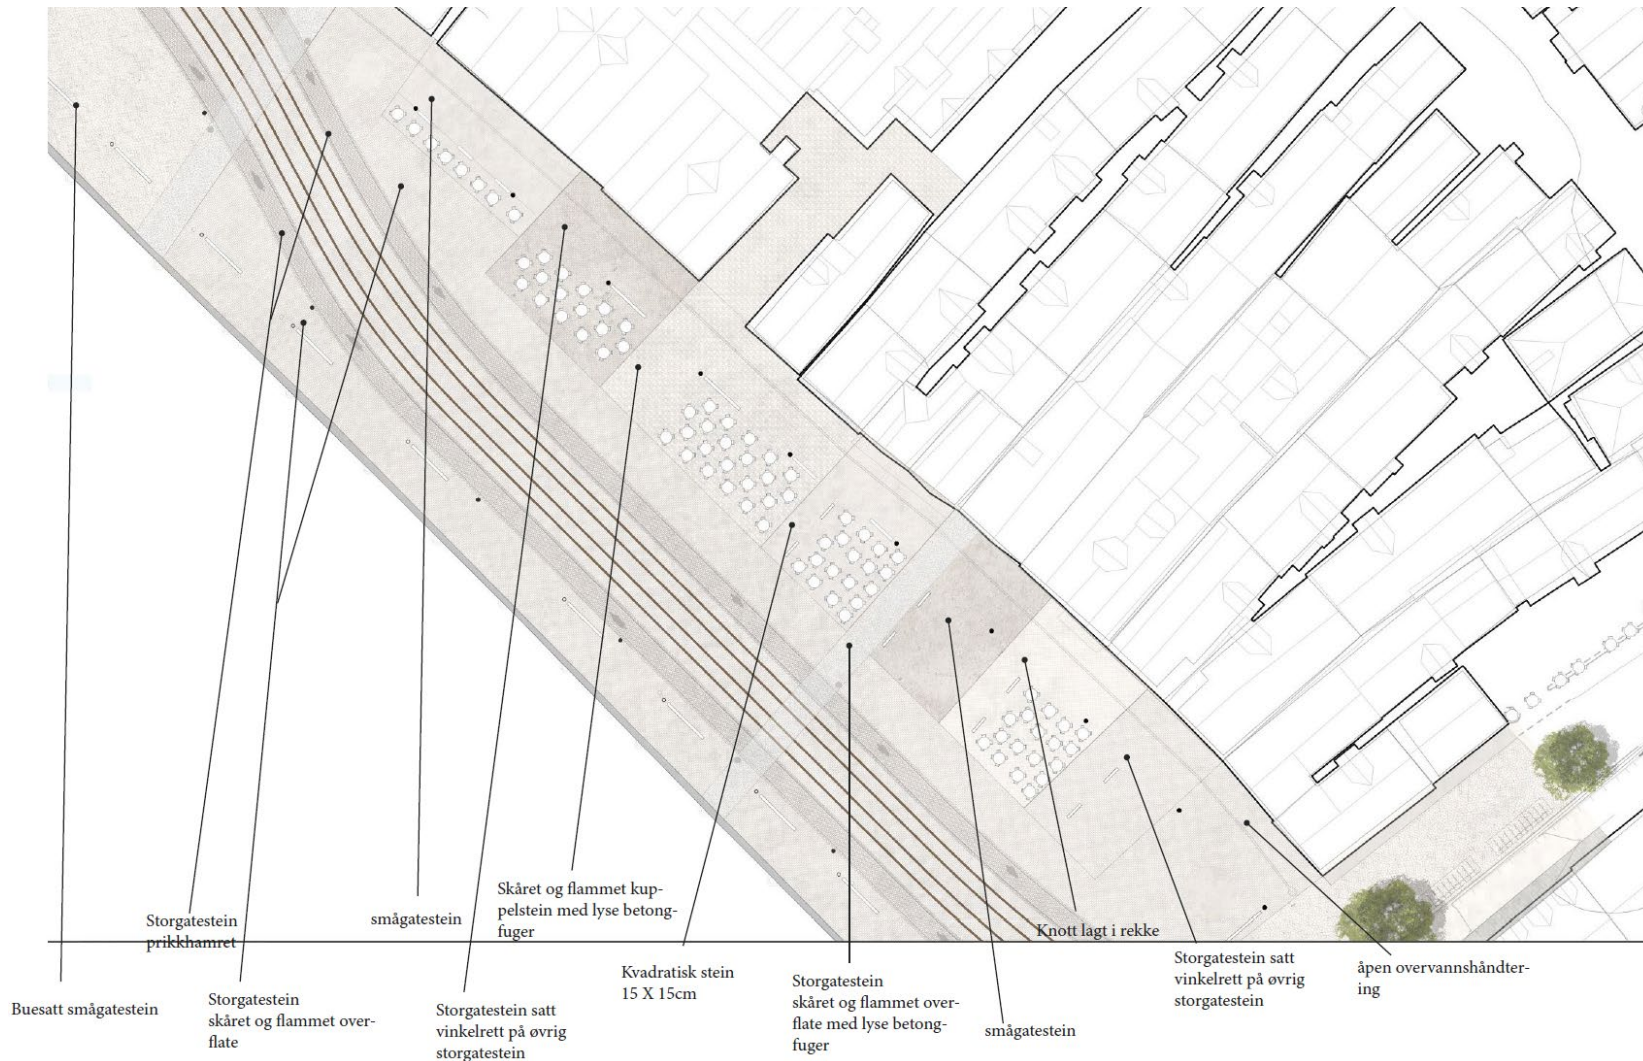 Storgatestein
prikkhamret
smågatestein
Skåret og flammet kup-
pelstein med lyse betong-
fuger
Knott lagt i rekke
Buesatt smågatestein
Storgatestein
skåret og flammet over-
flate
Storgatestein satt
vinkelrett på øvrig
storgatestein
Kvadratisk stein
15 X 15cm
Storgatestein
skåret og flammet over-
flate med lyse betong-
fuger
smågatestein
Storgatestein satt
vinkelrett på øvrig
storgatestein
åpen overvannshåndter-
ing